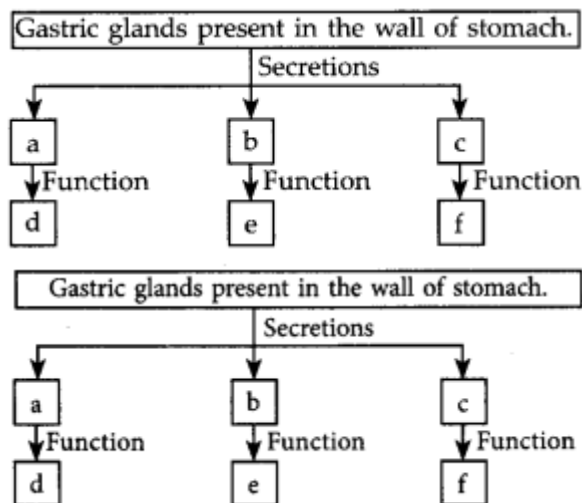 Gastric glands present in the wall of stomach.
Secretions
a b c
Function Function Function
d e f
Gastric glands present in the wall of stomach.
Secretions
a b c
Function Function Function
d e f